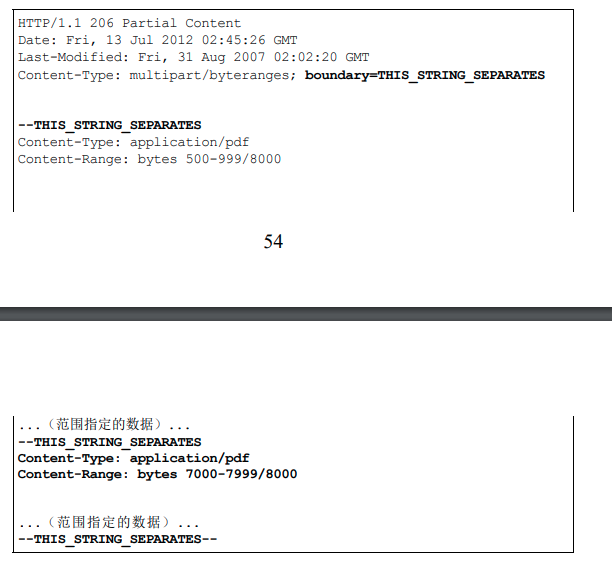 HTTP/1.1 206 Partial Content
Date: Fri, 13 Jul 2012 02:45:26 GMT
Last-Modified: Fri, 31 Aug 2007 02:02:20 GMT
Content-Type: multipart/byteranges; boundary=THIS_STRING_SEPARATES
--THIS_STRING_SEPARATES
Content-Type: application/pdf
Content-Range: bytes 500-999/8000
54
...（范围指定的数据）...
--THIS_STRING_SEPARATES
Content-Type: application/pdf
Content-Range: bytes 7000-7999/8000
...（范围指定的数据）...
--THIS_STRING_SEPARATES--